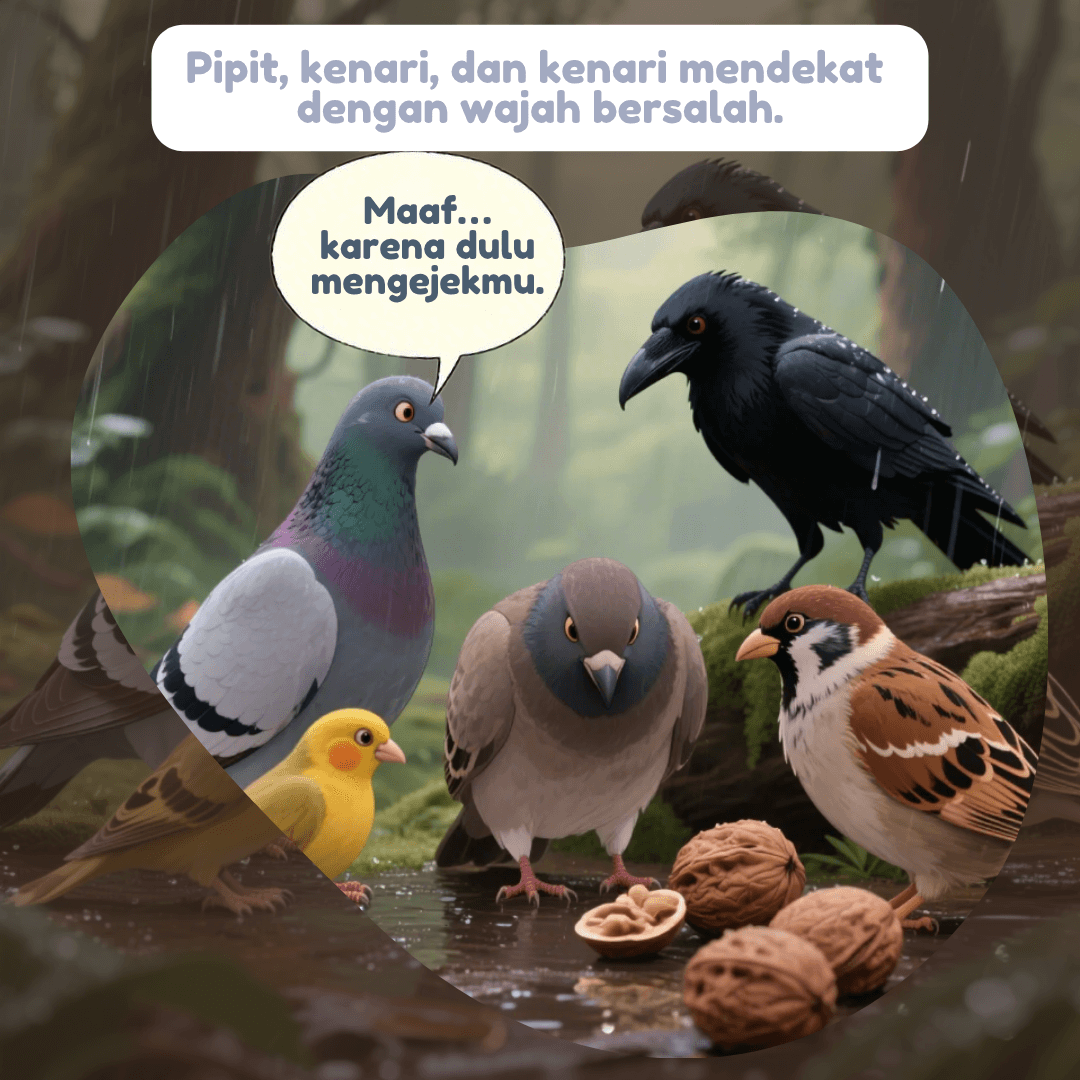 Pipit, kenari, dan kenari mendekat
dengan wajah bersalah.
Maaf...
karena dulu
mengejekmu.